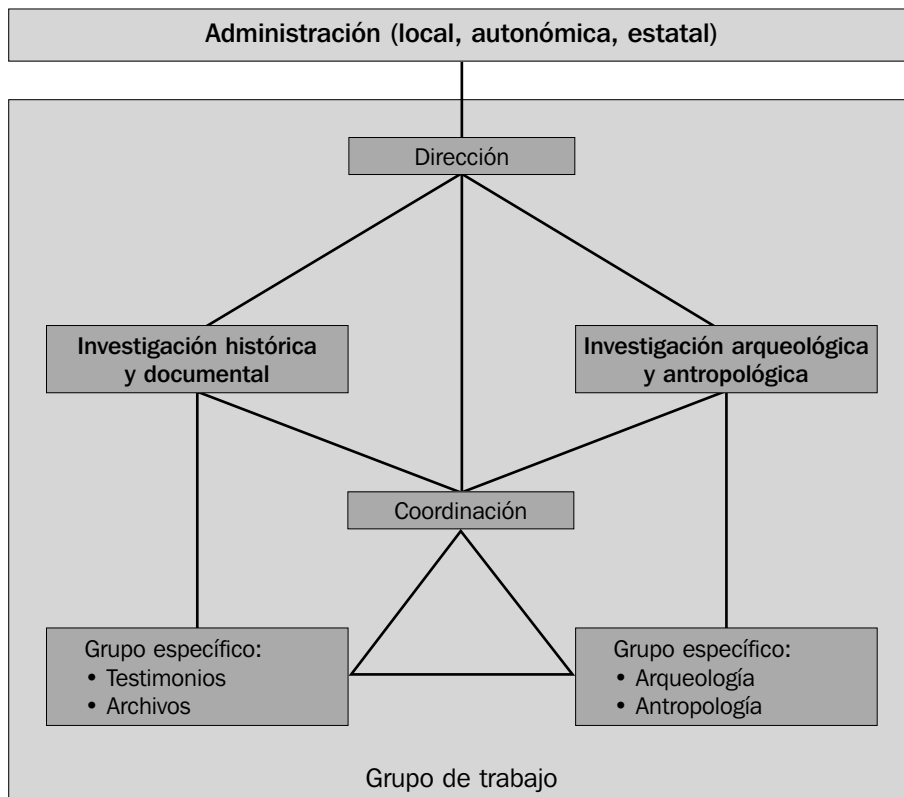 Administración (local, autonómica, estatal)
Dirección
Investigación histórica
y documental
Investigación arqueológica
y antropológica
Coordinación
Grupo específico:
• Testimonios
• Archivos
Grupo específico:
• Arqueología
• Antropología
Grupo de trabajo